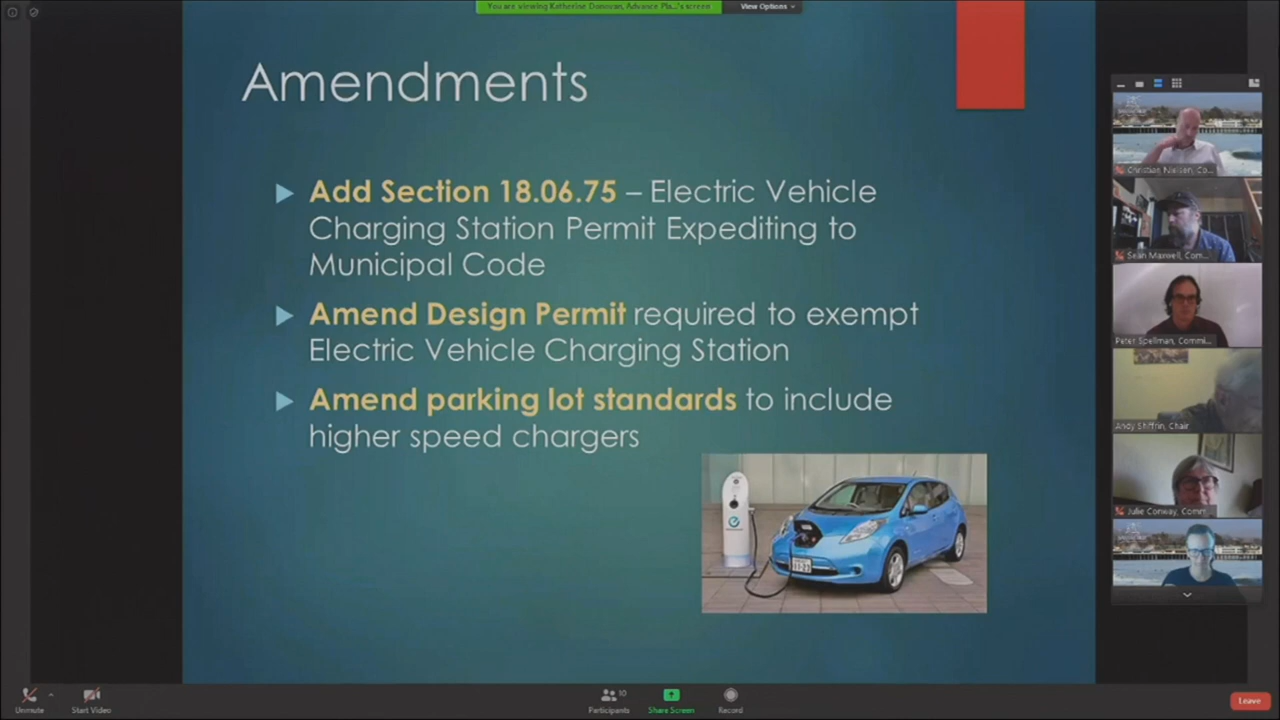 You are viewing Katherine Donovan, Advance Pla...'s screen
View Options
Amendments
Add Section 18.06.75 – Electric Vehicle
Charging Station Permit Expediting to
Municipal Code
Amend Design Permit required to exempt
Electric Vehicle Charging Station
Amend parking lot standards to include
higher speed chargers
Christian Nielsen, Co...
Sean Maxwell, Com...
Peter Spellman, Commi...
Andy Shiffrin, Chair
Julie Conway, Comm
Unmute
Start Video
Participants
10
Share Screen
Record
Leave